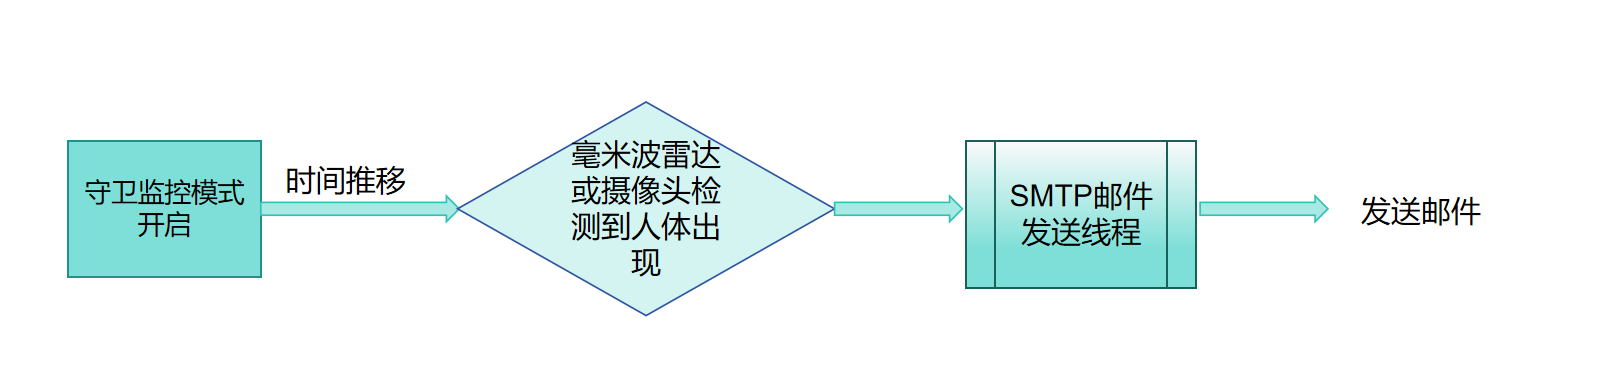 守卫监控模式
开启
时间推移
毫米波雷达
或摄像头检
测到人体出
现
SMTP邮件
发送线程
发送邮件